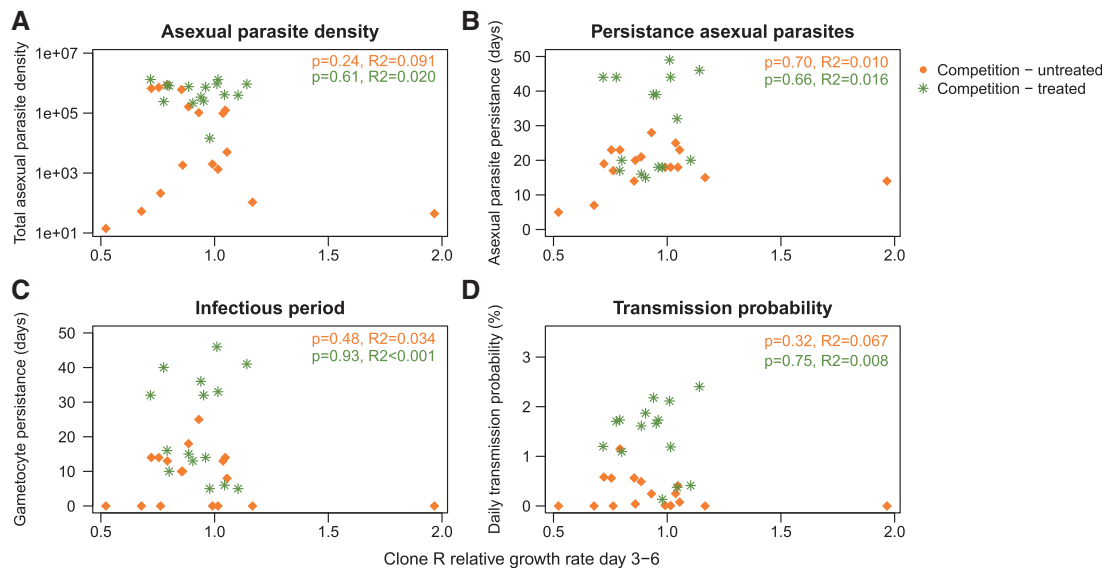 A
Asexual parasite density
Total asexual parasite density
1e+07
1e+05
1e+03
1e+01
p=0.24, R2=0.091
p=0.61, R2=0.020
0.5 1.0 1.5 2.0
B
Persistance asexual parasites
Asexual parasite persistance (days)
50
40
30
20
10
0
p=0.70, R2=0.010
p=0.66, R2=0.016
0.5 1.0 1.5 2.0
Competition − untreated
Competition − treated
C
Infectious period
Gametocyte persistance (days)
50
40
30
20
10
0
p=0.48, R2=0.034
p=0.93, R2<0.001
0.5 1.0 1.5 2.0
D
Transmission probability
Daily transmission probability (%)
3
2
1
0
p=0.32, R2=0.067
p=0.75, R2=0.008
0.5 1.0 1.5 2.0
Clone R relative growth rate day 3−6